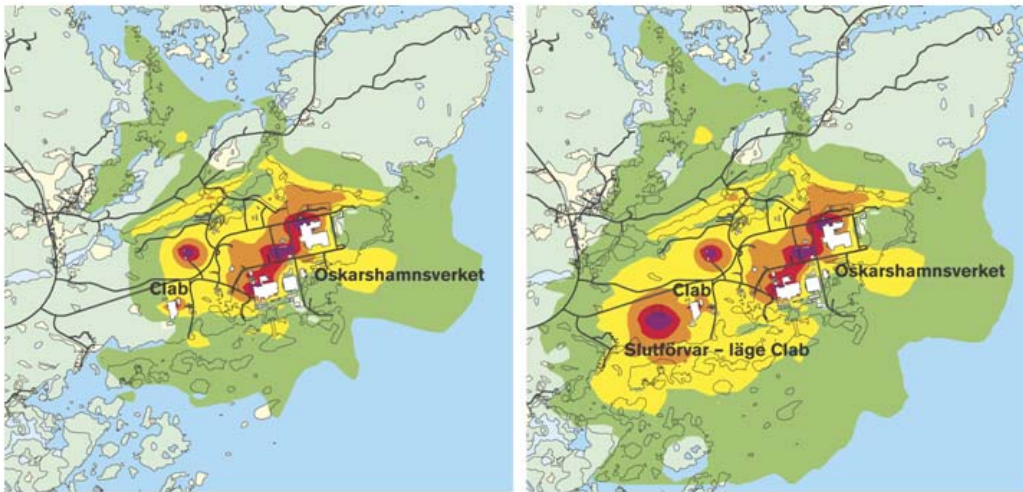 Clab
Oskarshamnsverket
Clab
Oskarshamnsverket
Slutförvar – läge Clab